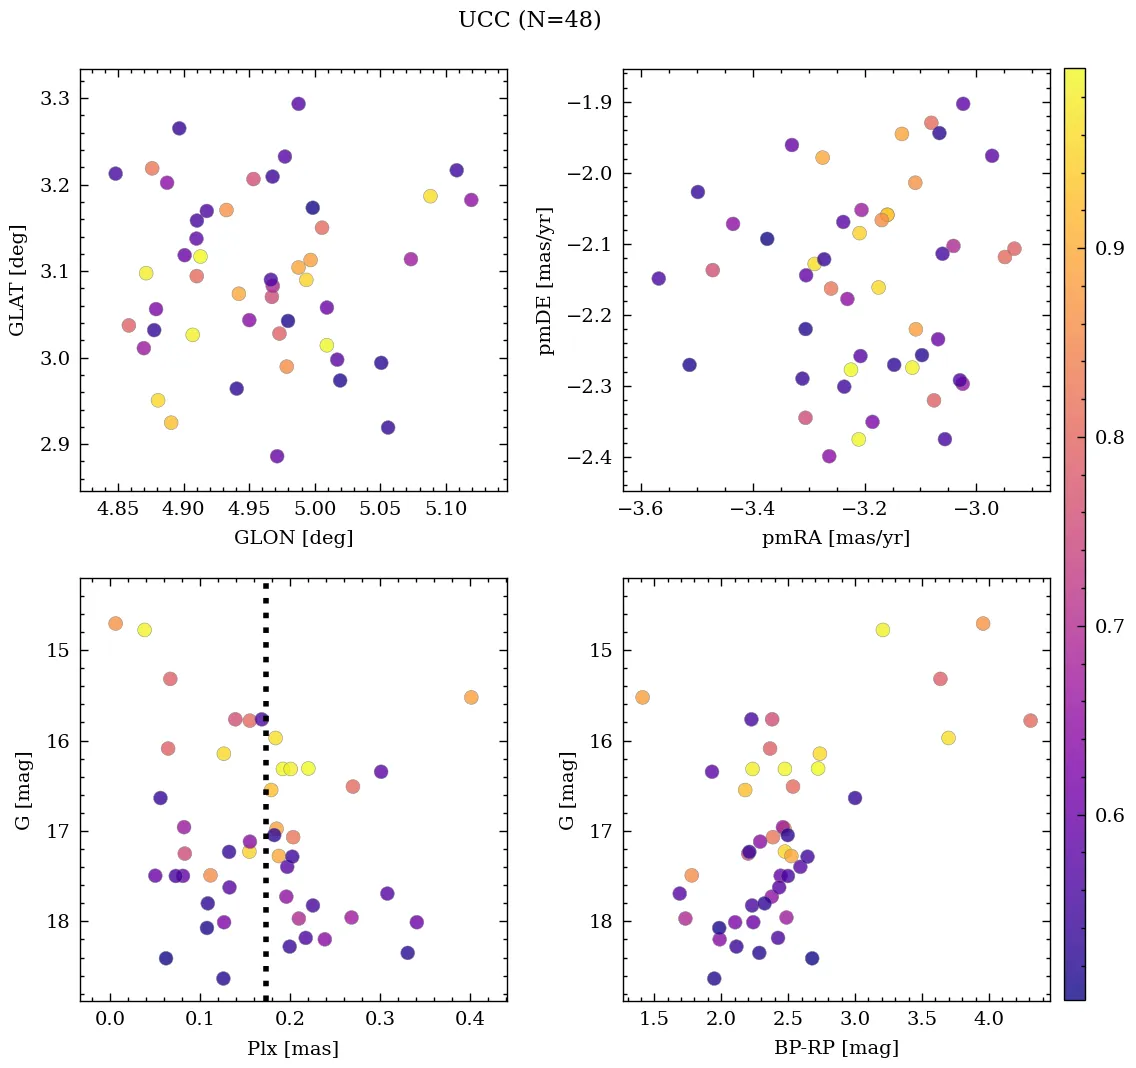 UCC (N=48)
3.3
3.2
3.1
3.0
2.9
GLAT [deg]
4.85 4.90 4.95 5.00 5.05 5.10
GLON [deg]
−1.9
−2.0
−2.1
−2.2
−2.3
−2.4
pmDE [mas/yr]
−3.6 −3.4 −3.2 −3.0
pmRA [mas/yr]
0.9
0.8
0.7
0.6
15
16
17
18
G [mag]
0.0 0.1 0.2 0.3 0.4
Plx [mas]
15
16
17
18
G [mag]
1.5 2.0 2.5 3.0 3.5 4.0
BP-RP [mag]